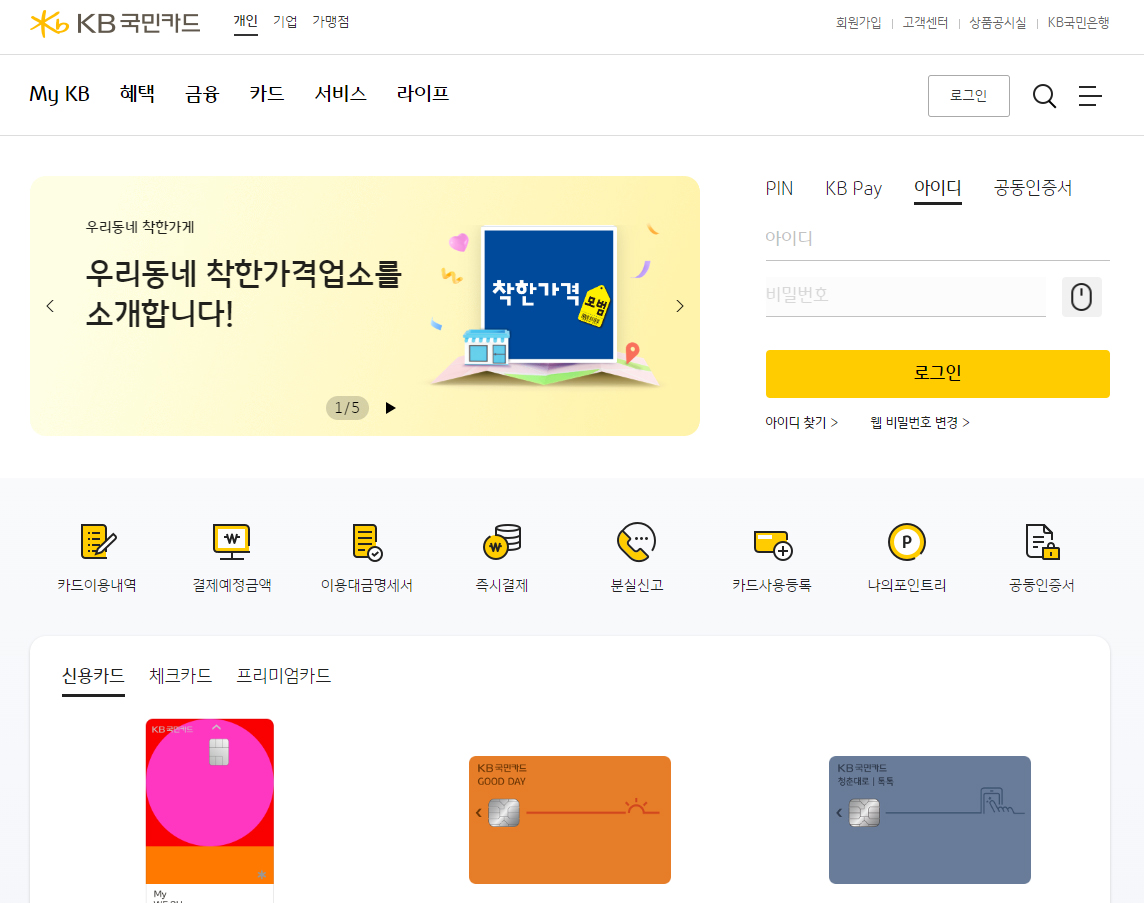 KB 국민카드
개인 기업 가맹점
회원가입 | 고객센터 | 상품공시실 | KB국민은행
My KB 혜택 금융 카드 서비스 라이프
로그인
우리동네 착한가게
우리동네 착한가격업소를
소개합니다!
착한가격
모범
1/5
PIN KB Pay 아이디 공동인증서
아이디
비밀번호
로그인
아이디 찾기 >
웹 비밀번호 변경 >
카드이용내역
결제예정금액
이용대금명세서
즉시결제
분실신고
카드사용등록
나의포인트리
공동인증서
신용카드 체크카드 프리미엄카드
KB국민카드
My
KB국민카드
GOOD DAY
KB국민카드
청춘대로 | 톡톡